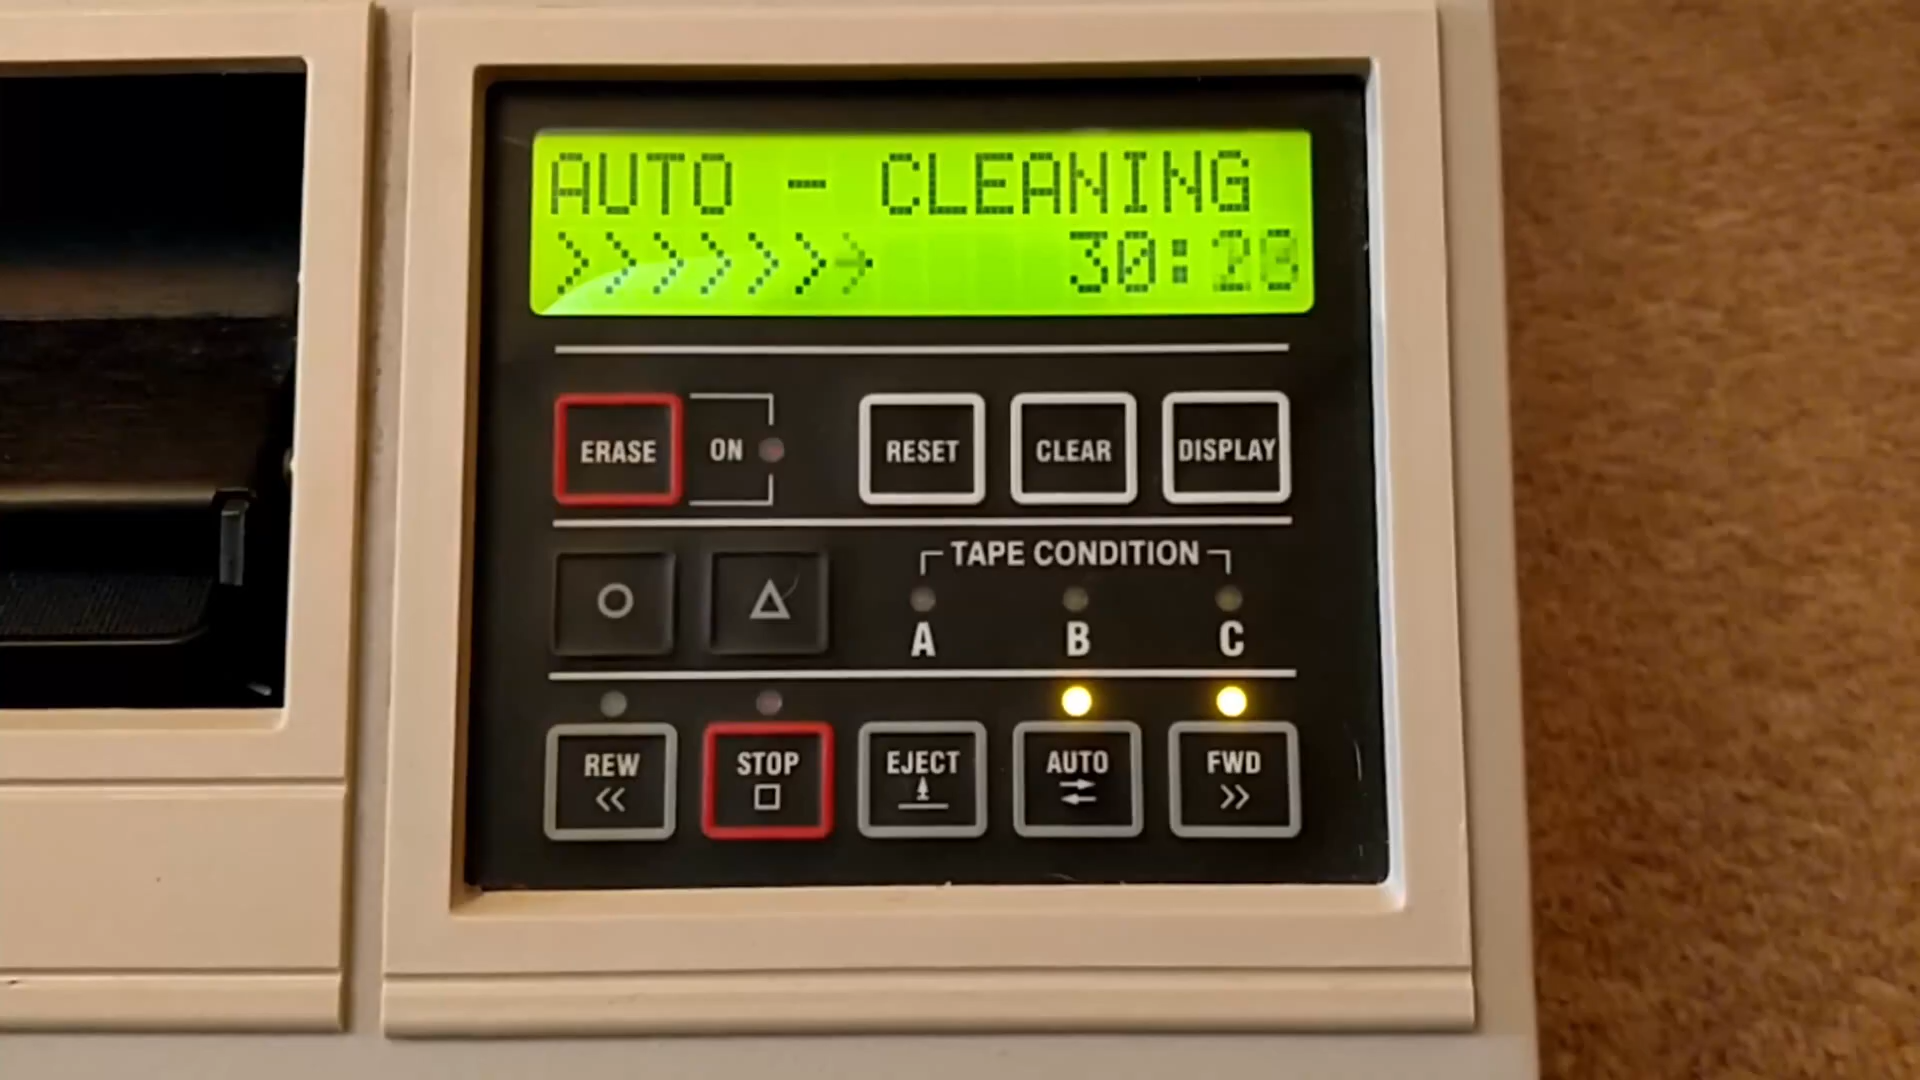 AUTO - CLEANING
>>>>>>> 30:
ERASE ON RESET CLEAR DISPLAY
TAPE CONDITION
A B C
REW STOP EJECT AUTO FWD
<< >>